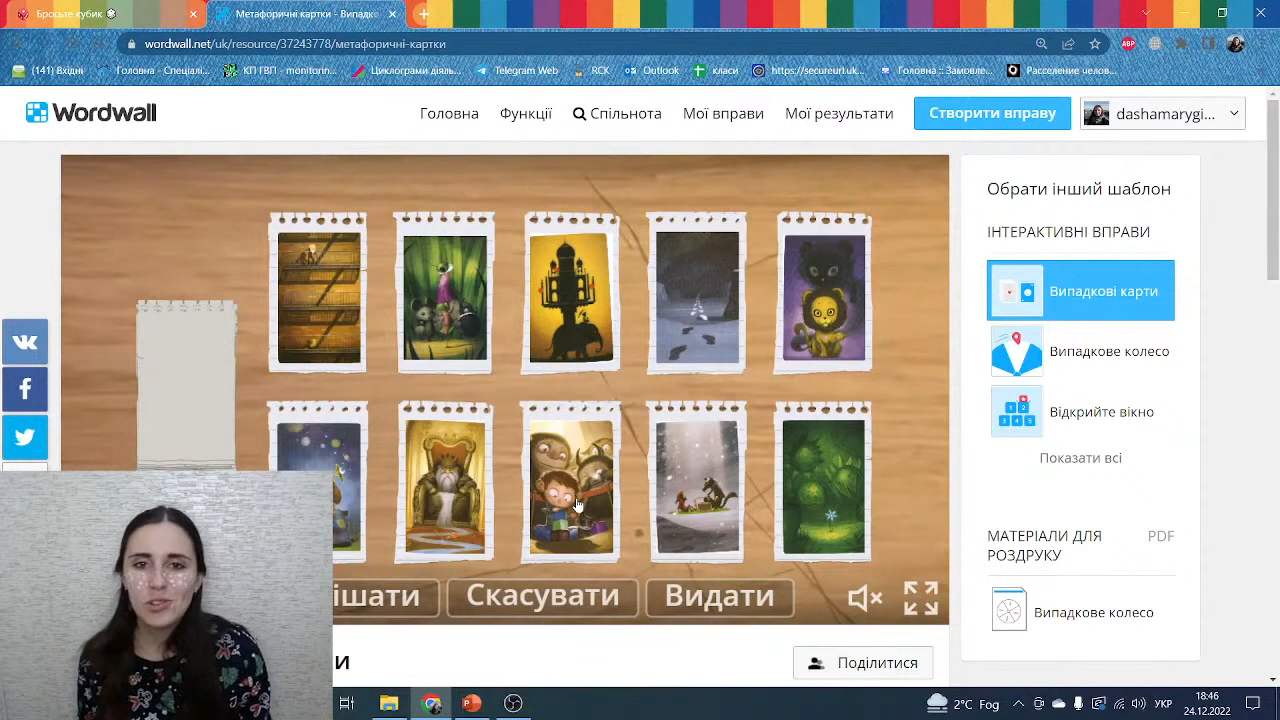 Бросьте кубик
Метафоричні картки - Випадко
wordwall.net/uk/resource/37243778/метафоричні-картки
(141) Вхідні
Головна - Спеціалі...
КП ГВП - monitorin...
Циклограми діяль...
Telegram Web
RCK
Outlook
класи
https://secureurl.uk...
Головна :: Замовле...
Расселение челов...
Wordwall
Головна
Функції
Спільнота
Мої вправи
Мої результати
Створити вправу
dashamarygi...
Обрати інший шаблон
ІНТЕРАКТИВНІ ВПРАВИ
Випадкові карти
Випадкове колесо
Відкрийте вікно
Показати всі
МАТЕРІАЛИ ДЛЯ РОЗДРУКУ
PDF
Випадкове колесо
ішати
Скасувати
Видати
и
Поділитися
2°C Fog
УКР
18:46
24.12.2022